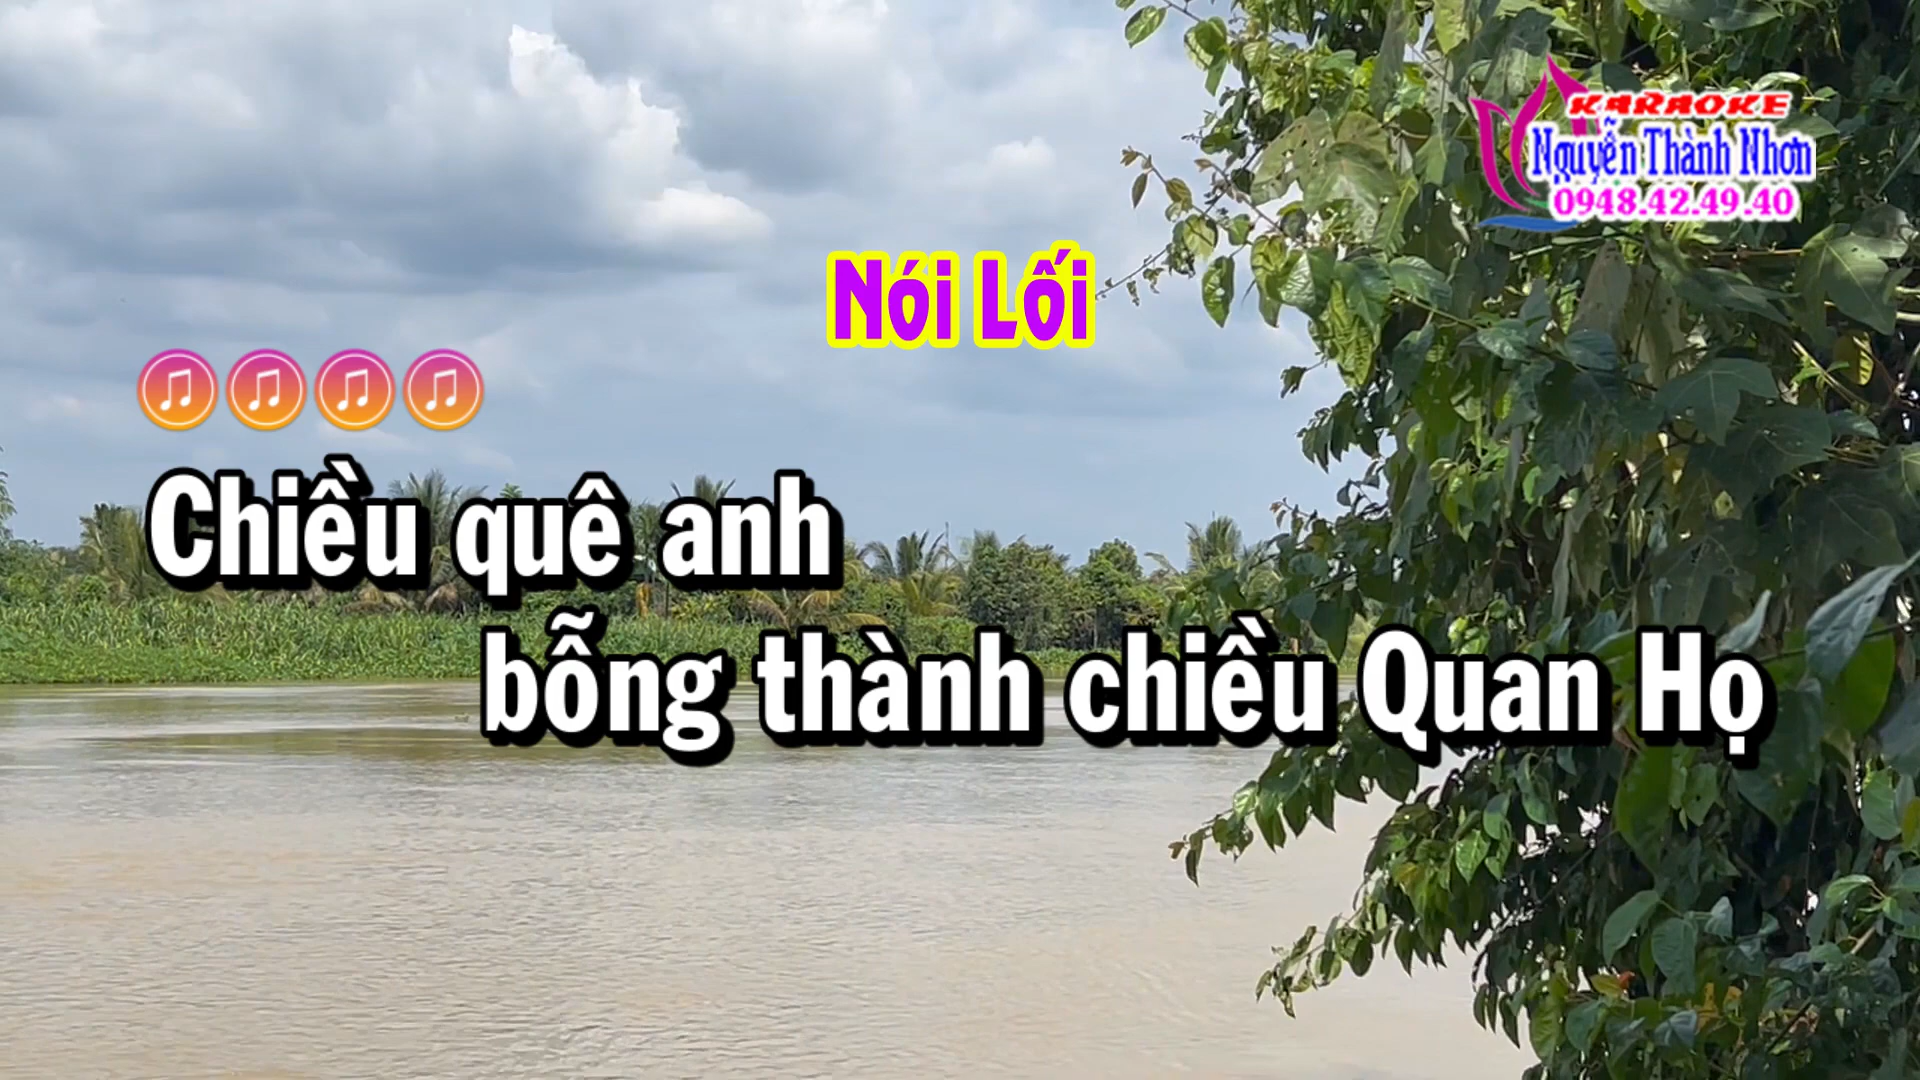 KARAOKE
Nguyễn Thành Nhơn
0948.42.49.40
Nói Lối
Chiều quê anh
bỗng thành chiều Quan Họ